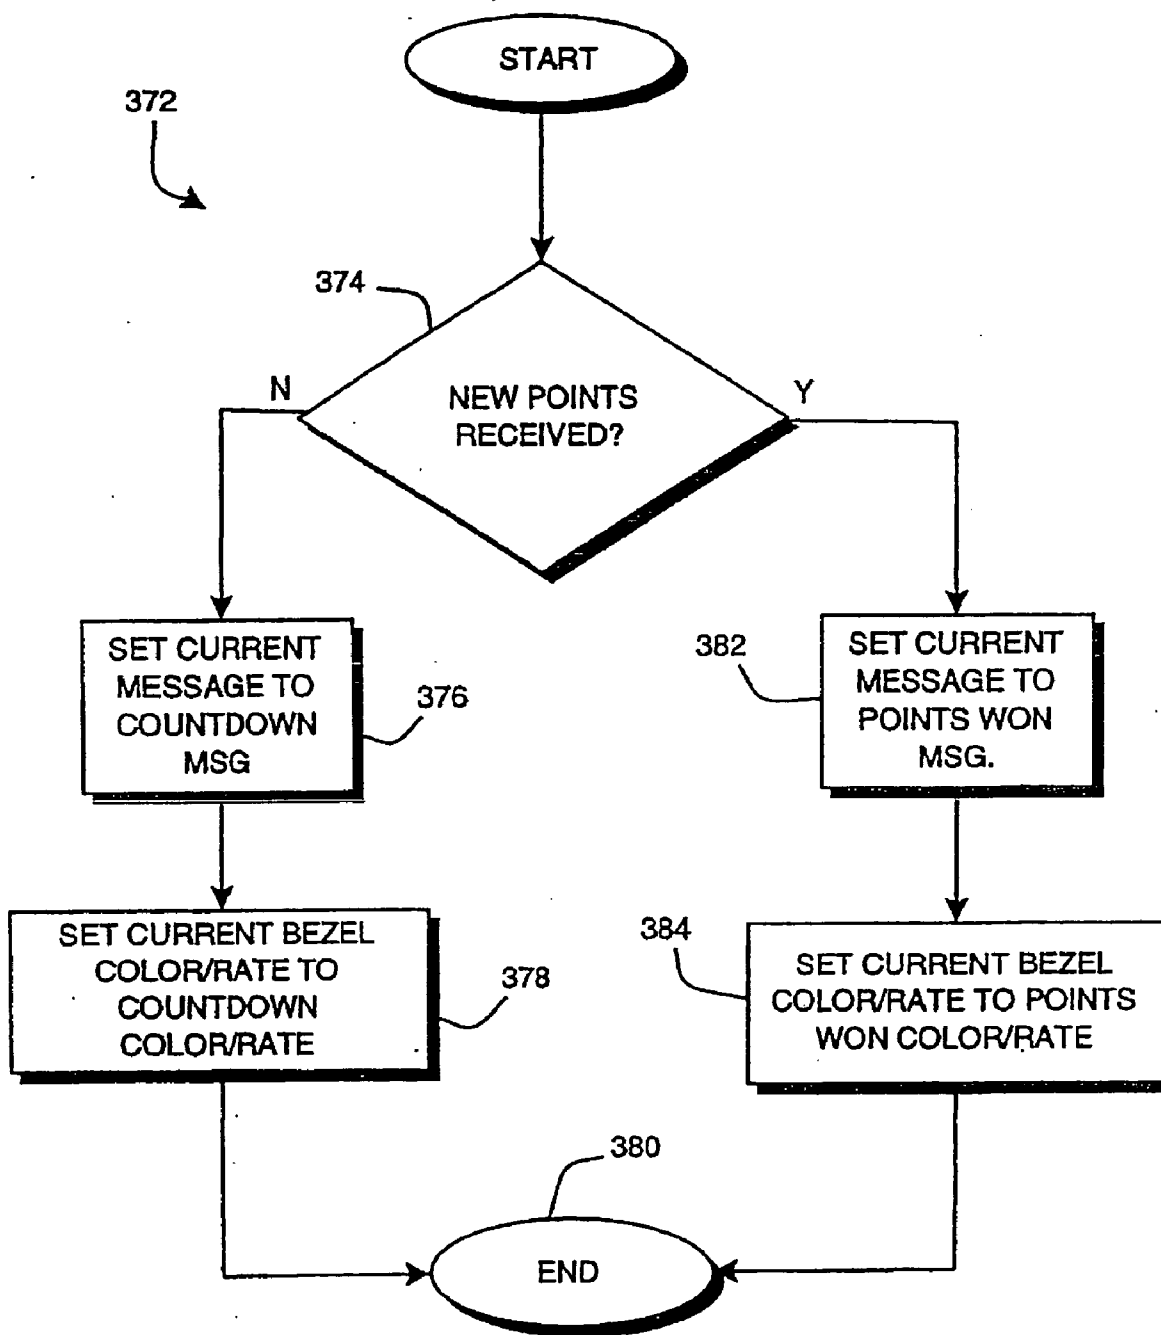 START
372
374
N
NEW POINTS
RECEIVED?
Y
SET CURRENT
MESSAGE TO
COUNTDOWN
MSG
376
382
SET CURRENT
MESSAGE TO
POINTS WON
MSG.
SET CURRENT BEZEL
COLOR/RATE TO
COUNTDOWN
COLOR/RATE
378
384
SET CURRENT BEZEL
COLOR/RATE TO POINTS
WON COLOR/RATE
380
END